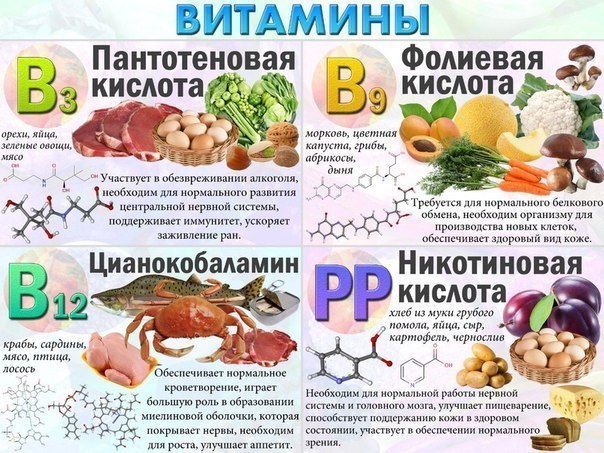 ВИТАМИНЫ
B3
Пантотеновая
кислота
орехи, яйца,
зеленые овощи,
мясо
Участвует в обезвреживании алкоголя,
необходим для нормального развития
центральной нервной системы,
поддерживает иммунитет, ускоряет
заживление ран.
B9
Фолиевая
кислота
морковь, цветная
капуста, грибы,
абрикосы,
дыня
Требуется для нормального белкового
обмена, необходим организму для
производства новых клеток,
обеспечивает здоровый вид коже.
B12
Цианокобаламин
крабы, сардины,
мясо, птица,
лосось
Обеспечивает нормальное
кроветворение, играет
большую роль в образовании
миелиновой оболочки, которая
покрывает нервы, необходим
для роста, улучшает аппетит.
PP
Никотиновая
кислота
хлеб из муки грубого
помола, яйца, сыр,
картофель, чернослив
Необходим для нормальной работы нервной
системы и головного мозга, улучшает пищеварение,
способствует поддержанию кожи в здоровом
состоянии, участвует в обеспечении нормального
зрения.